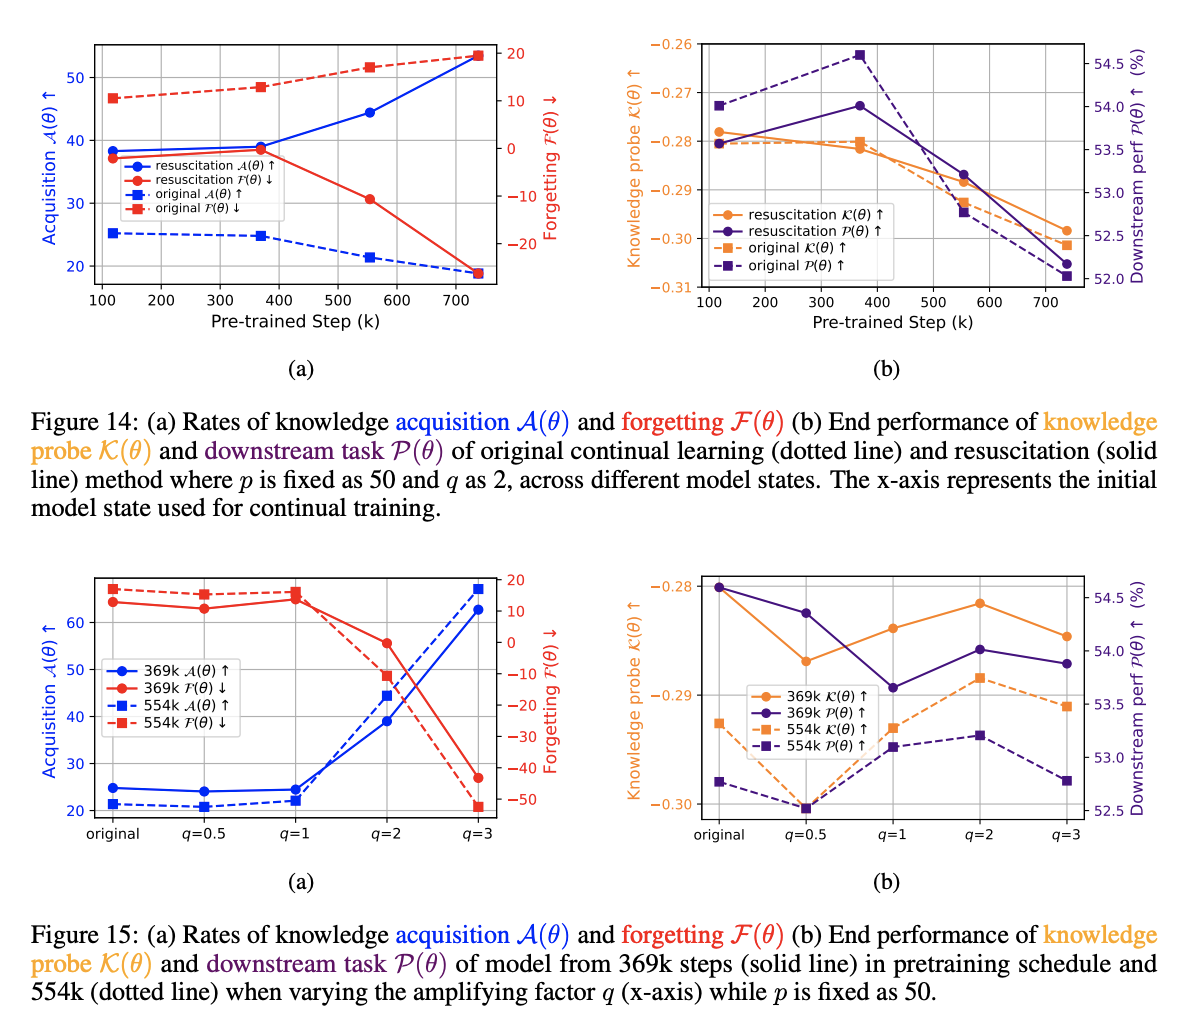 50
40
30
20
20
10
0
−10
−20
Acquisition A(θ) ↑
Forgetting F(θ) ↓
resuscitation A(θ) ↑
resuscitation F(θ) ↓
original A(θ) ↑
original F(θ) ↓
100 200 300 400 500 600 700
Pre-trained Step (k)
(a)
−0.26
−0.27
−0.28
−0.29
−0.30
−0.31
54.5
54.0
53.5
53.0
52.5
52.0
Knowledge probe K(θ) ↑
Downstream perf P(θ) ↑ (%)
resuscitation K(θ) ↑
resuscitation P(θ) ↑
original K(θ) ↑
original P(θ) ↑
100 200 300 400 500 600 700
Pre-trained Step (k)
(b)
Figure 14: (a) Rates of knowledge acquisition A(θ) and forgetting F(θ) (b) End performance of knowledge
probe K(θ) and downstream task P(θ) of original continual learning (dotted line) and resuscitation (solid
line) method where p is fixed as 50 and q as 2, across different model states. The x-axis represents the initial
model state used for continual training.
60
50
40
30
20
20
10
0
−10
−20
−30
−40
−50
Acquisition A(θ) ↑
Forgetting F(θ) ↓
369k A(θ) ↑
369k F(θ) ↓
554k A(θ) ↑
554k F(θ) ↓
original q=0.5 q=1 q=2 q=3
(a)
−0.28
−0.29
−0.30
54.5
54.0
53.5
53.0
52.5
Knowledge probe K(θ) ↑
Downstream perf P(θ) ↑ (%)
369k K(θ) ↑
369k P(θ) ↑
554k K(θ) ↑
554k P(θ) ↑
original q=0.5 q=1 q=2 q=3
(b)
Figure 15: (a) Rates of knowledge acquisition A(θ) and forgetting F(θ) (b) End performance of knowledge
probe K(θ) and downstream task P(θ) of model from 369k steps (solid line) in pretraining schedule and
554k (dotted line) when varying the amplifying factor q (x-axis) while p is fixed as 50.